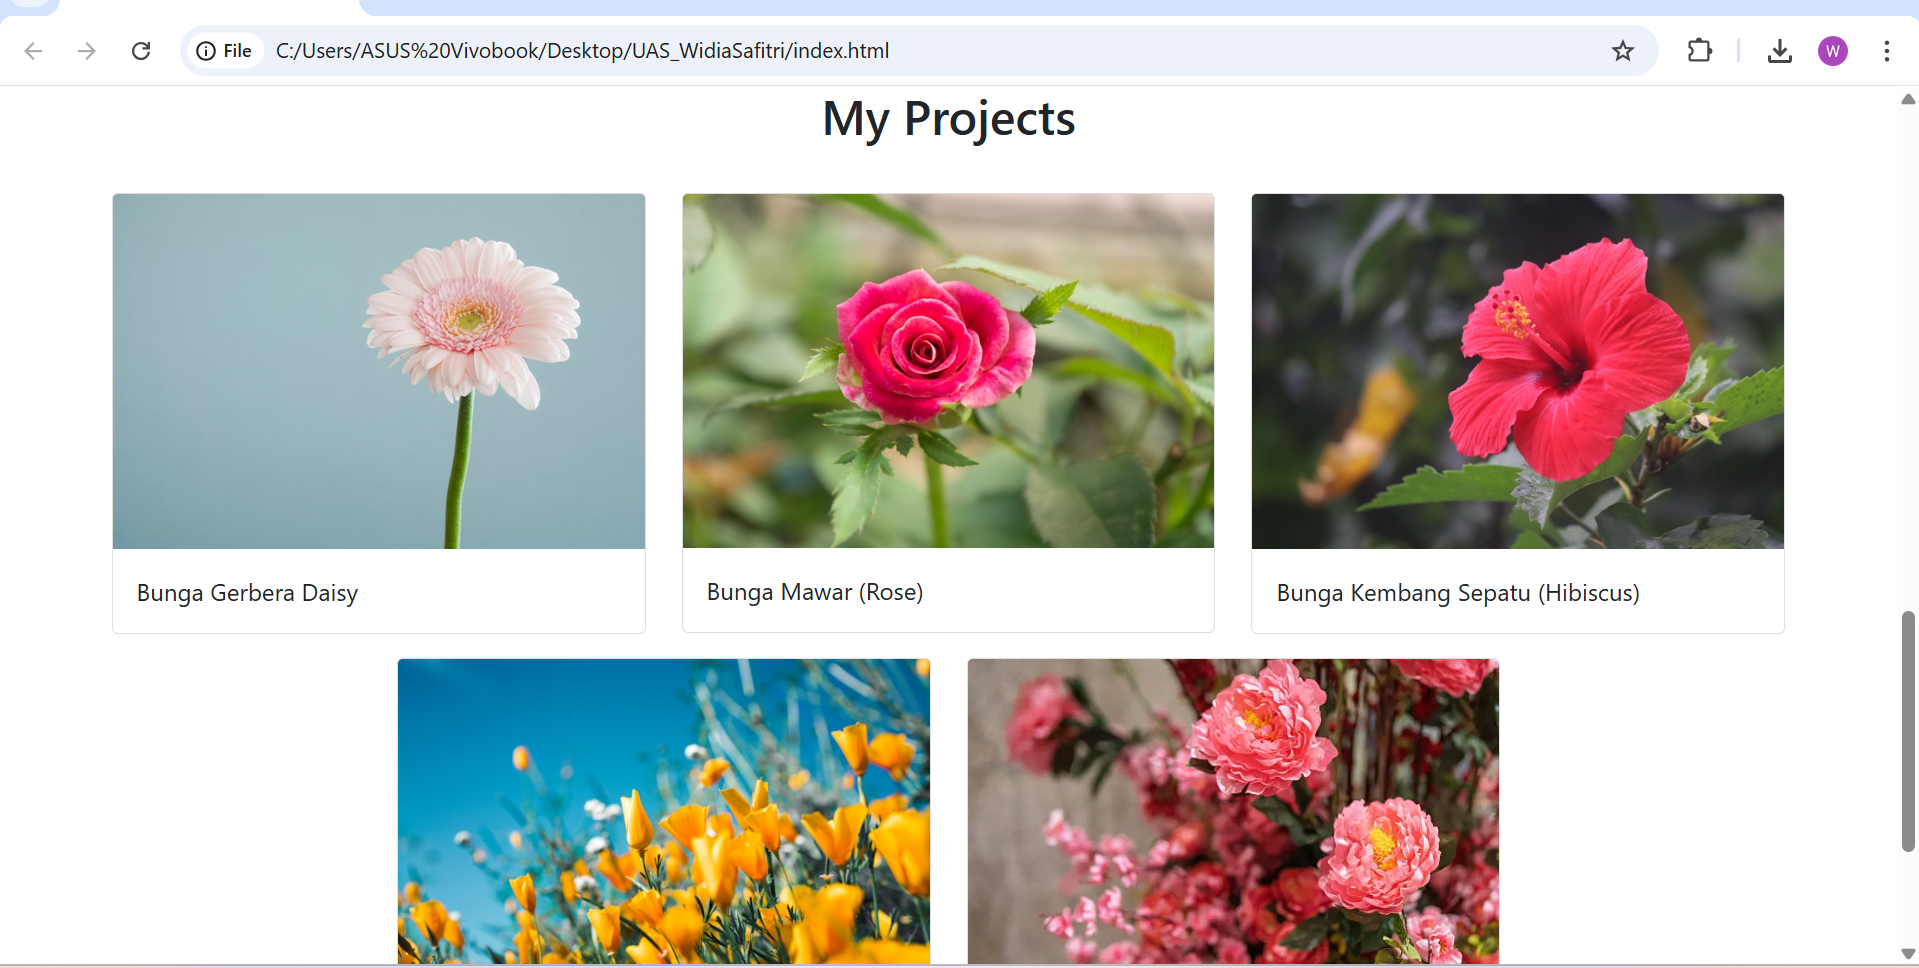 File
C:/Users/ASUS%20Vivobook/Desktop/UAS_WidiaSafitri/index.html
W
My Projects
Bunga Gerbera Daisy
Bunga Mawar (Rose)
Bunga Kembang Sepatu (Hibiscus)